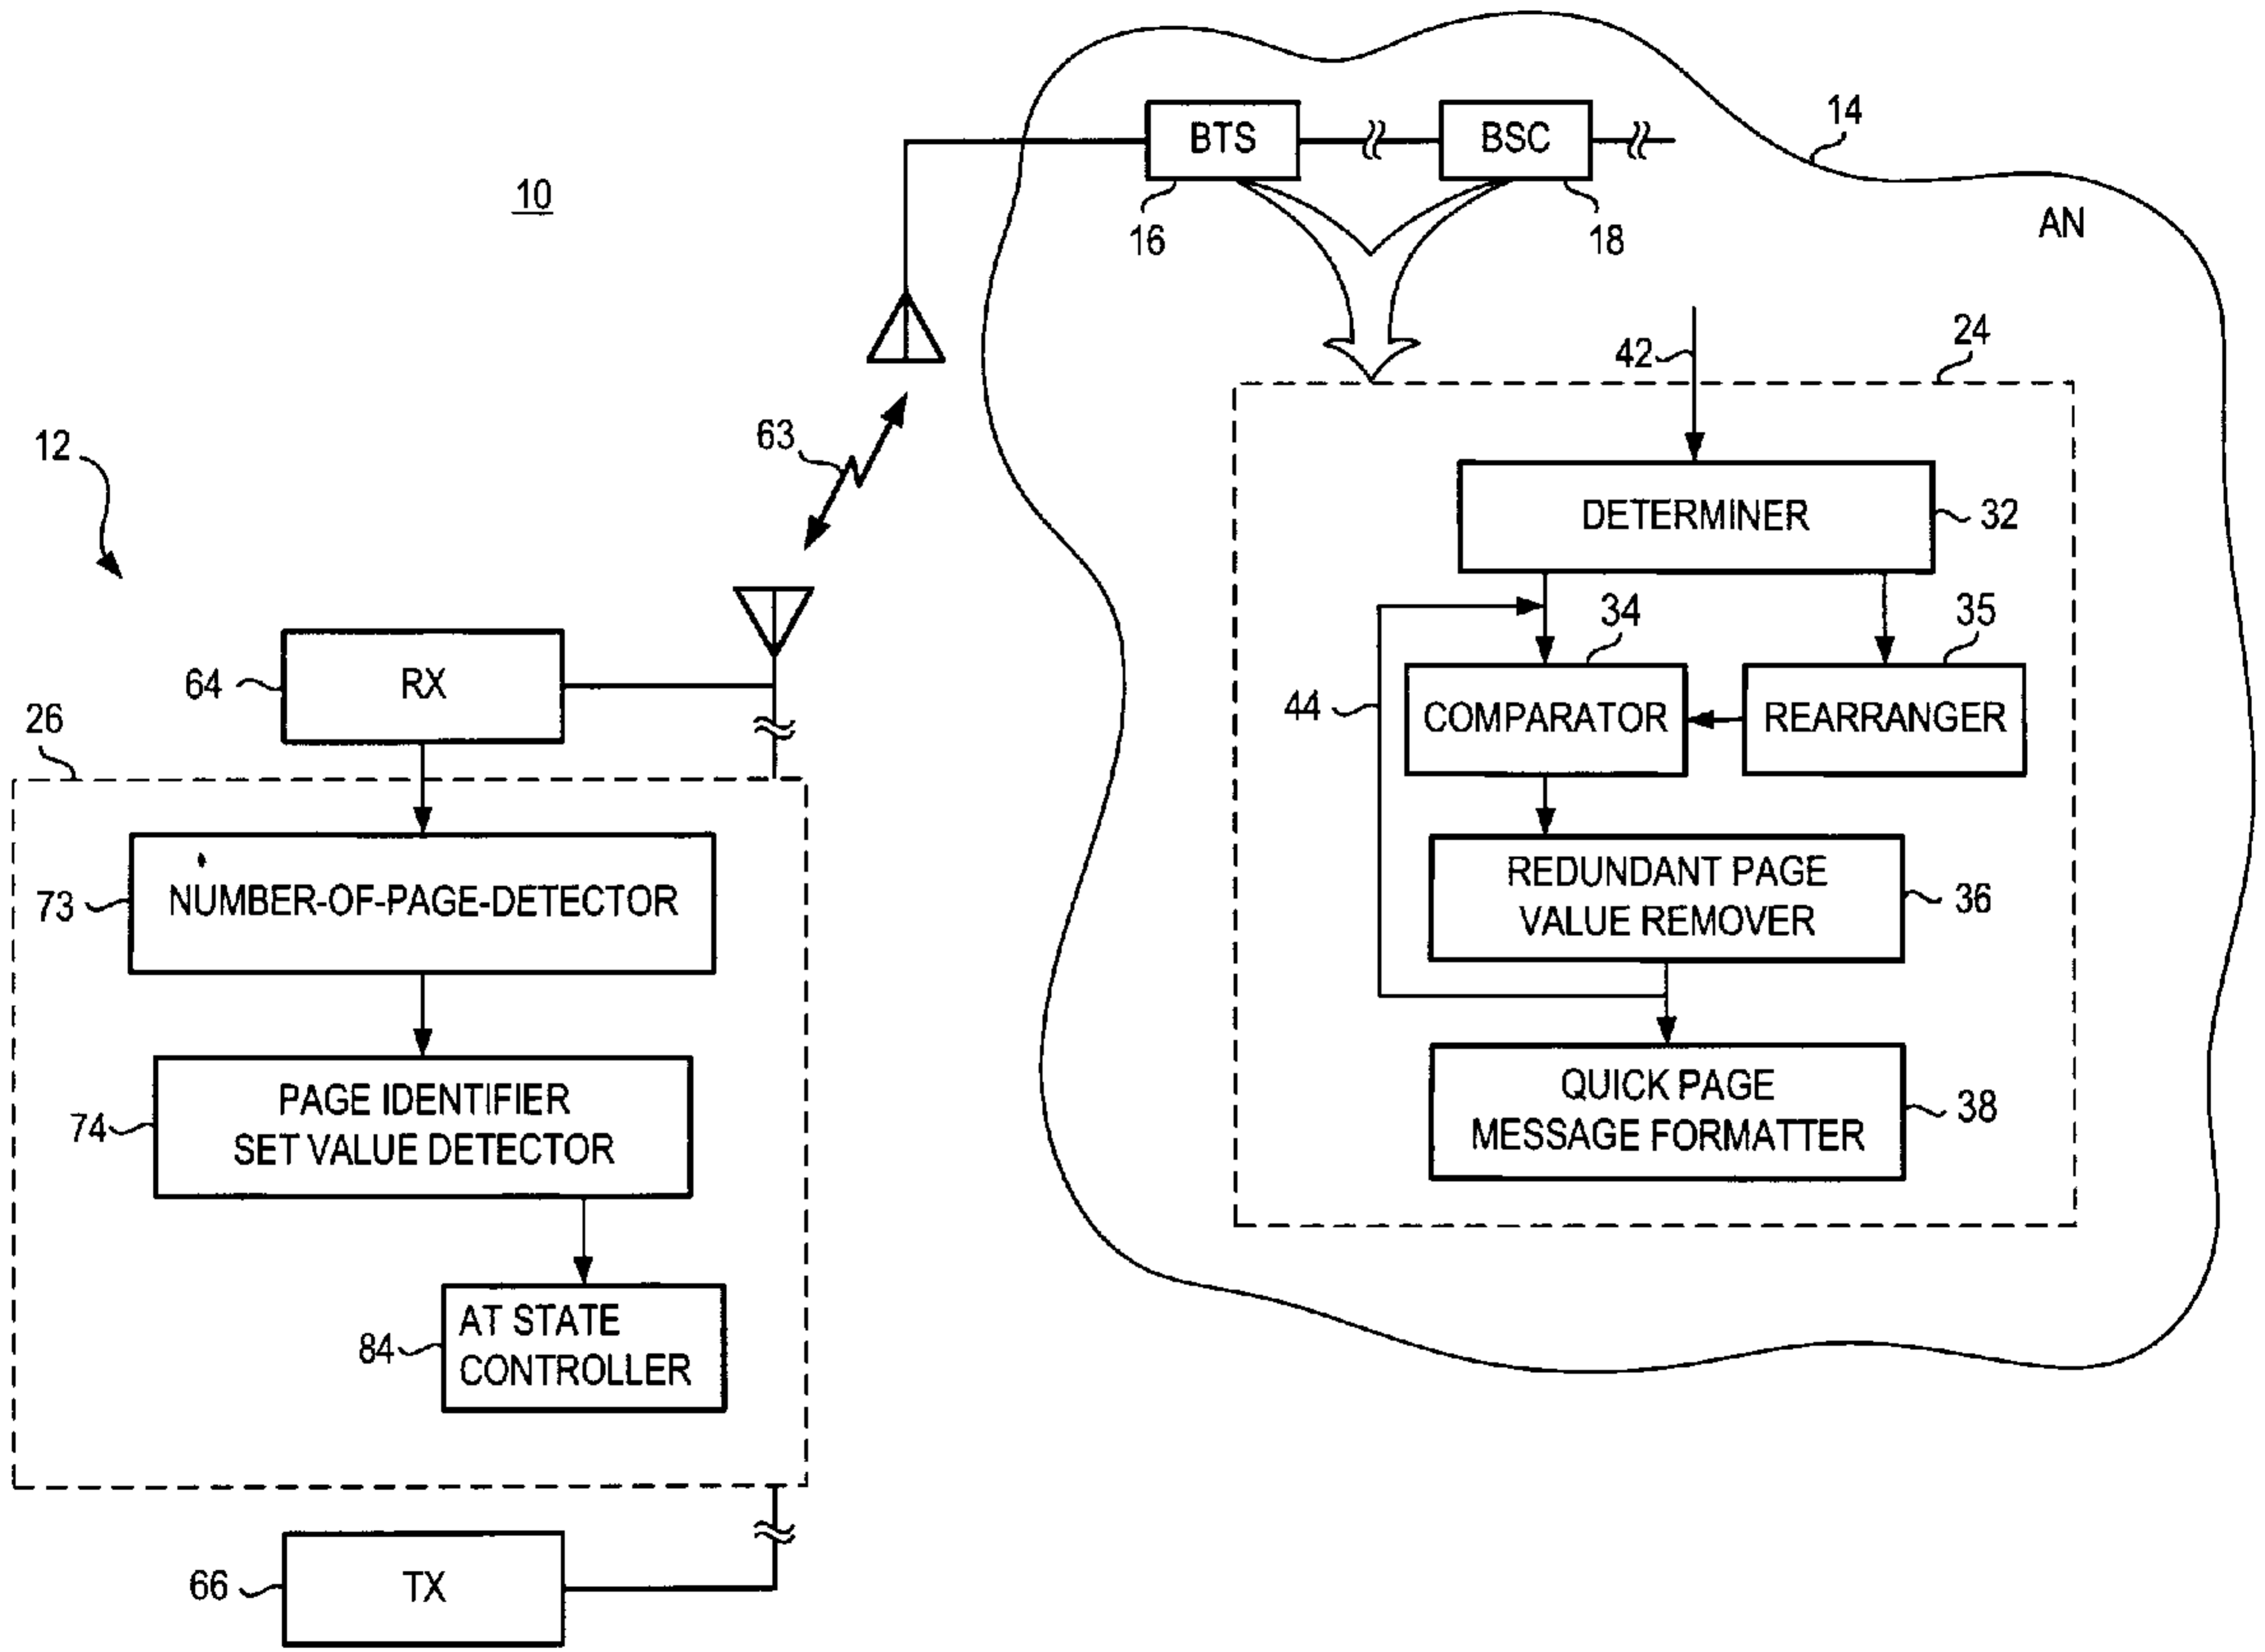 10
BTS
BSC
14
16
18
AN
42
24
63
12
DETERMINER
32
34
35
RX
64
COMPARATOR
REARRANGER
44
26
NUMBER-OF-PAGE-DETECTOR
73
REDUNDANT PAGE
VALUE REMOVER
36
PAGE IDENTIFIER
SET VALUE DETECTOR
74
QUICK PAGE
MESSAGE FORMATTER
38
AT STATE
CONTROLLER
84
TX
66